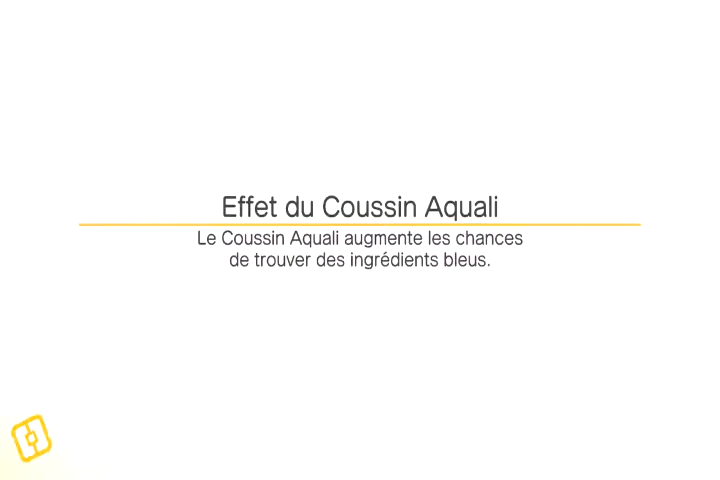 Effet du Coussin Aquali
Le Coussin Aquali augmente les chances
de trouver des ingrédients bleus.